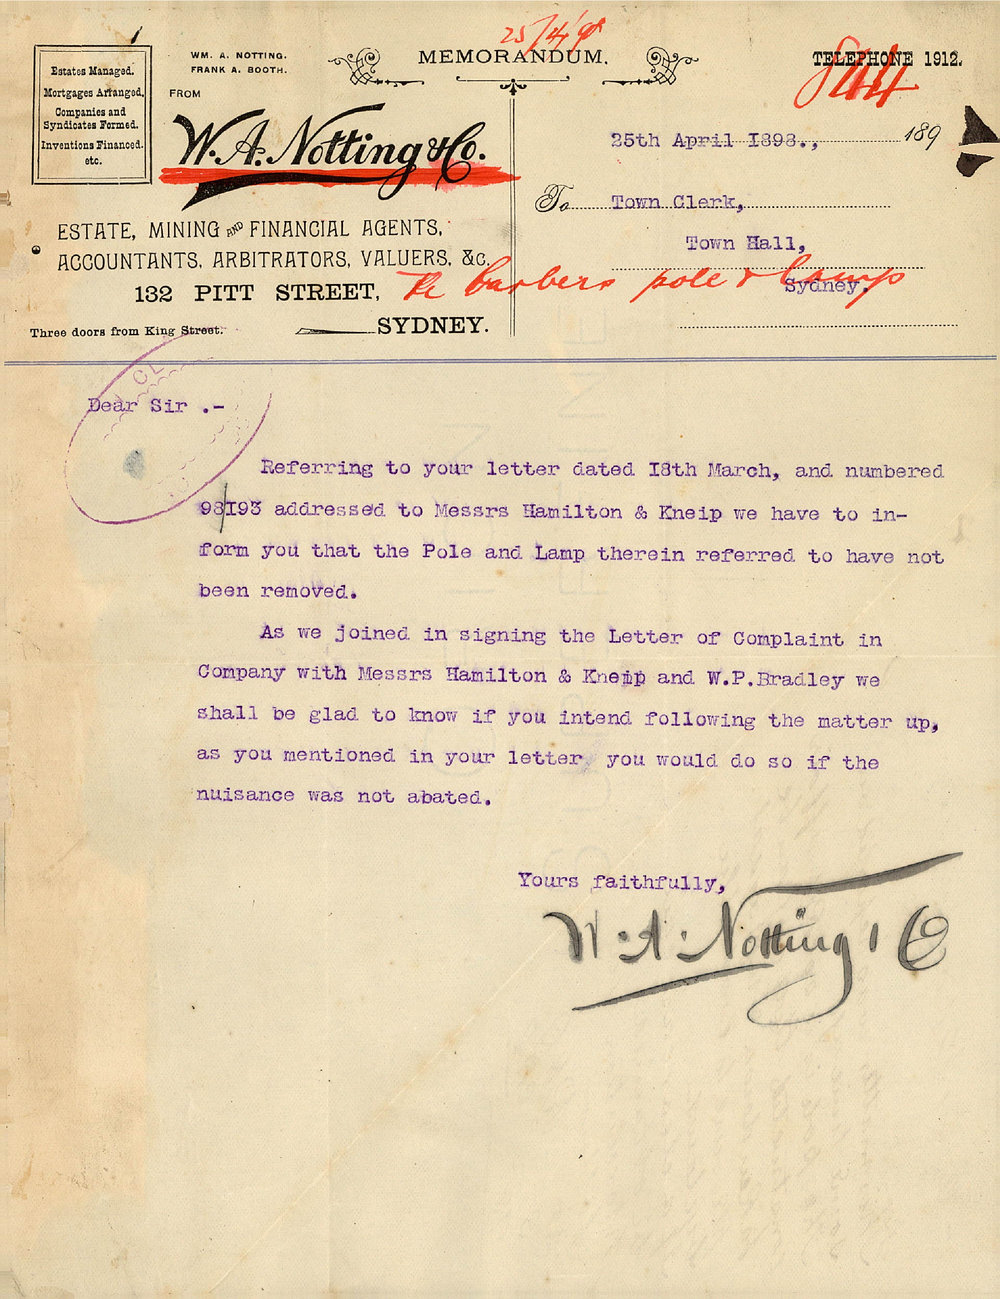 Estates Managed.
Mortgages Arranged,
Companies and
Syndicates Formed.
Inventions Financed.
etc.
WM. A. NOTTING.
FRANK A. BOOTH.
FROM
W. A. Notting & Co.
ESTATE, MINING AND FINANCIAL AGENTS,
ACCOUNTANTS, ARBITRATORS, VALUERS, &c.
132 PITT STREET,
Three doors from King Street.
SYDNEY.
25/4/98
MEMORANDUM.
TELEPHONE 1912.
25th April 1898., 189
To Town Clerk,
Town Hall,
Sydney.
Re barbers pole & lamp
Dear Sir .-
Referring to your letter dated 18th March, and numbered
98/193 addressed to Messrs Hamilton & Kneip we have to in-
form you that the Pole and Lamp therein referred to have not
been removed.
As we joined in signing the Letter of Complaint in
Company with Messrs Hamilton & Kneip and W.P.Bradley we
shall be glad to know if you intend following the matter up,
as you mentioned in your letter, you would do so if the
nuisance was not abated.
Yours faithfully,
W. A. Notting & Co